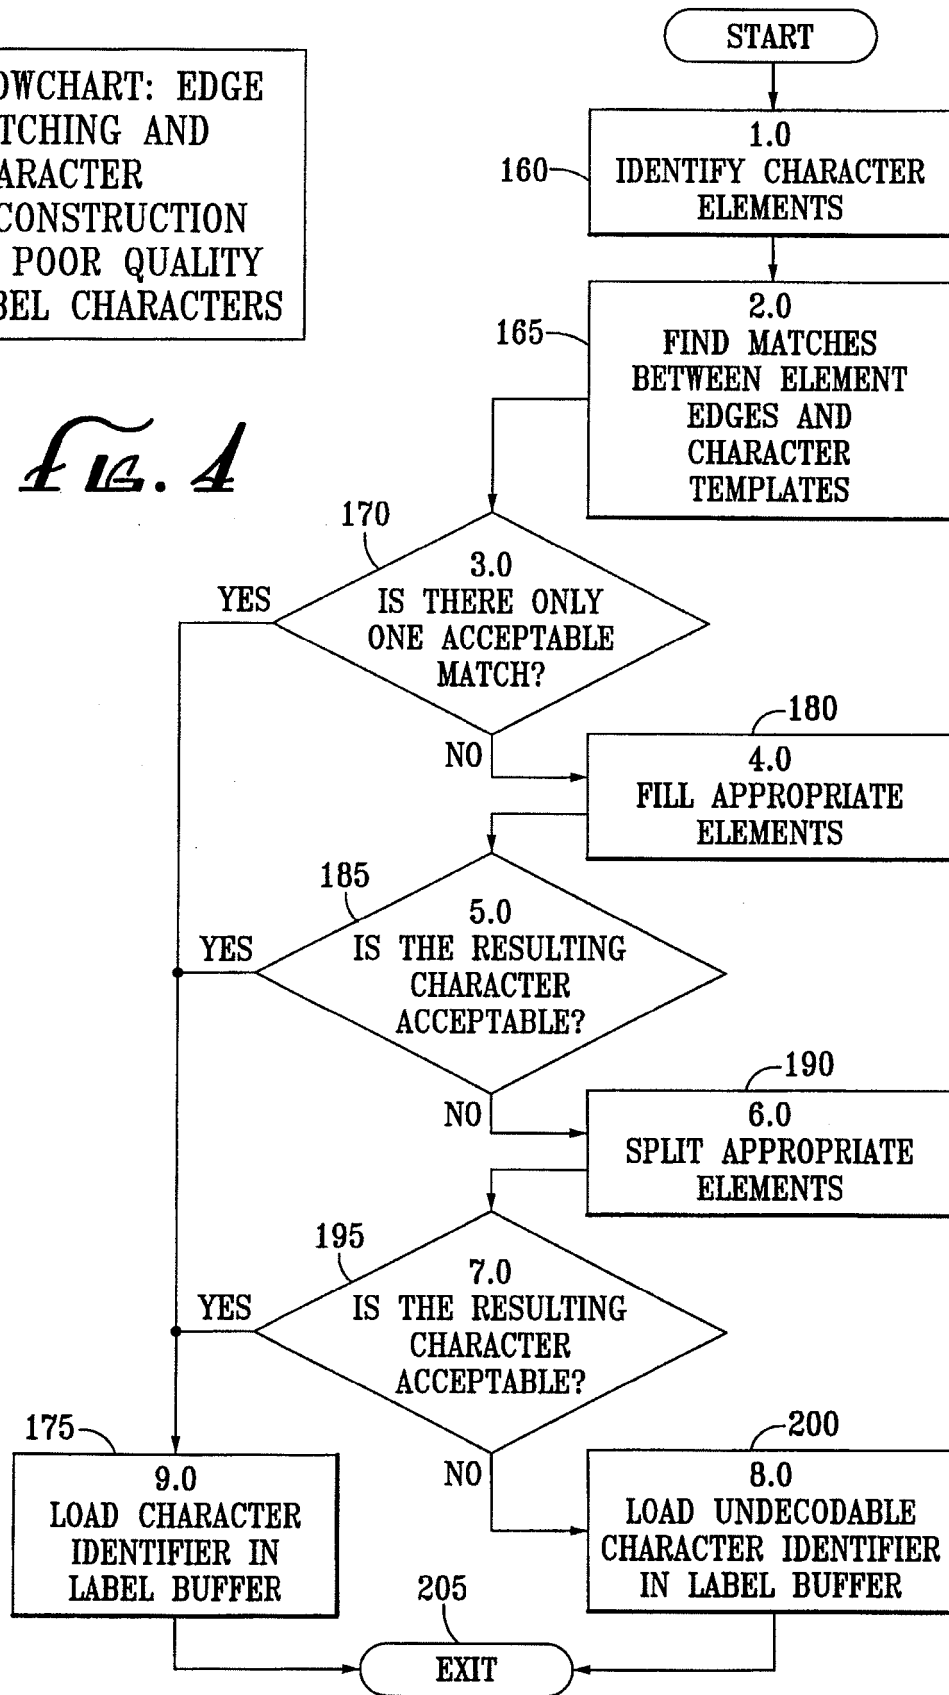 START
OWCHART: EDGE
TCHING AND
ARACTER
CONSTRUCTION
POOR QUALITY
BEL CHARACTERS
160
1.0
IDENTIFY CHARACTER
ELEMENTS
165
2.0
FIND MATCHES
BETWEEN ELEMENT
EDGES AND
CHARACTER
TEMPLATES
FIG. 4
170
3.0
IS THERE ONLY
ONE ACCEPTABLE
MATCH?
YES
NO
180
4.0
FILL APPROPRIATE
ELEMENTS
185
5.0
IS THE RESULTING
CHARACTER
ACCEPTABLE?
YES
NO
190
6.0
SPLIT APPROPRIATE
ELEMENTS
195
7.0
IS THE RESULTING
CHARACTER
ACCEPTABLE?
YES
NO
175
9.0
LOAD CHARACTER
IDENTIFIER IN
LABEL BUFFER
200
8.0
LOAD UNDECODABLE
CHARACTER IDENTIFIER
IN LABEL BUFFER
205
EXIT